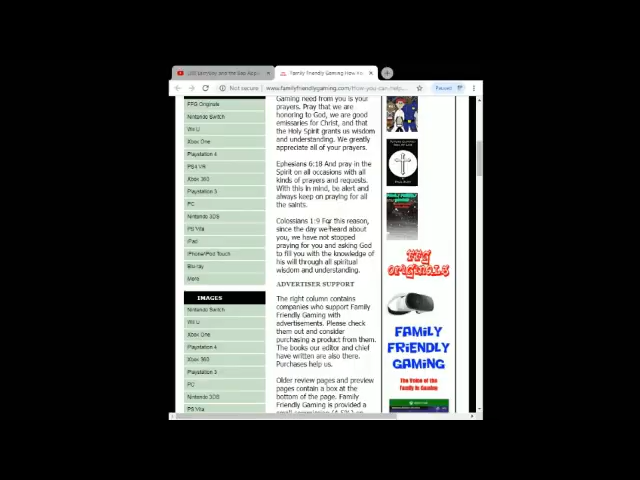 Family Friendly Gaming How
Not secure
www.familyfriendlygaming.com/
Paused
FFG Originals
Nintendo Switch
Wii U
Xbox One
Playstation 4
PS4 VR
Xbox 360
Playstation 3
PC
Nintendo 3DS
PS Vita
iPad
iPhone/iPod Touch
Blu-ray
More
IMAGES
Nintendo Switch
Wii U
Xbox One
Playstation 4
Xbox 360
Playstation 3
PC
Nintendo 3DS
PS Vita
Gaming need from you is your
prayers. Pray that we are
honoring to God, we are good
emissaries for Christ, and that
the Holy Spirit grants us wisdom
and understanding. We greatly
appreciate all of your prayers.
Ephesians 6:18 And pray in the
Spirit on all occasions with all
kinds of prayers and requests.
With this in mind, be alert and
always keep on praying for all
the saints.
Colossians 1:9 For this reason,
since the day we heard about
you, we have not stopped
praying for you and asking God
to fill you with the knowledge of
his will through all spiritual
wisdom and understanding.
ADVERTISER SUPPORT
The right column contains
companies who support Family
Friendly Gaming with
advertisements. Please check
them out and consider
purchasing a product from them.
The books our editor and chief
have written are also there.
Purchases help us.
Older review pages and preview
pages contain a box at the
bottom of the page. Family
Friendly Gaming is provided a
FFG
ORIGINALS
FAMILY
FRIENDLY
GAMING
The Voice of the
Family in Gaming